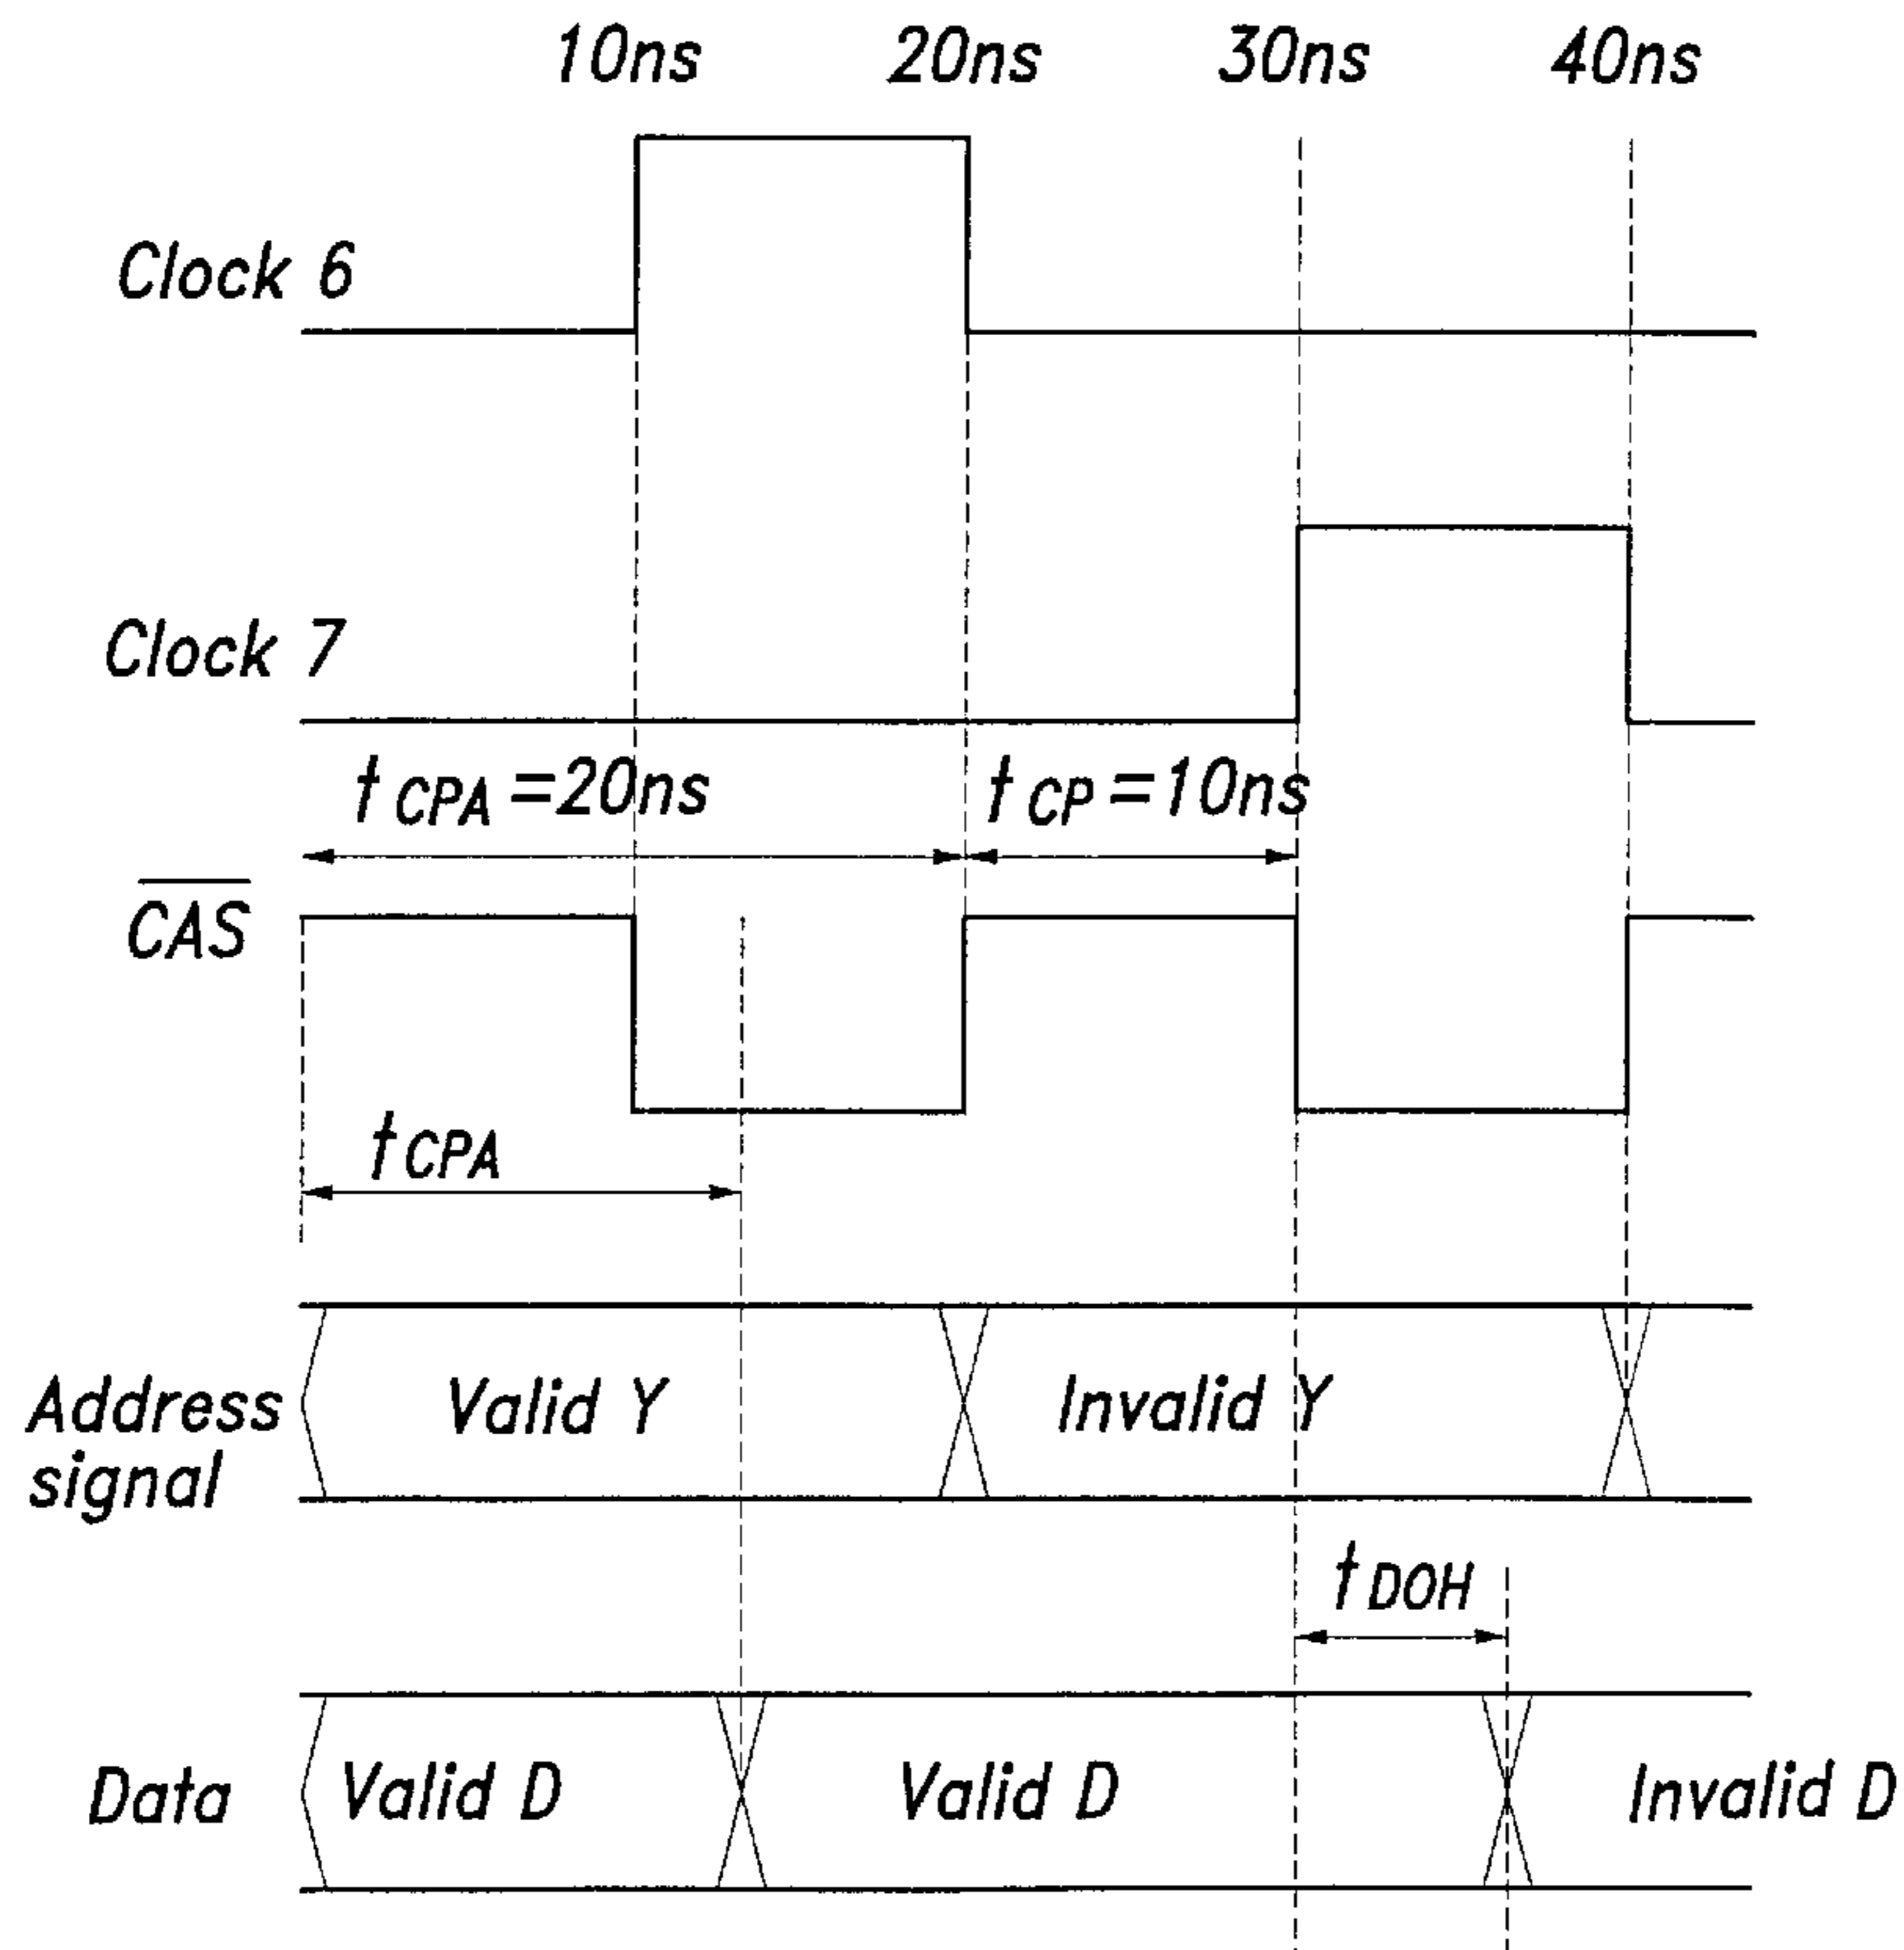 10ns 20ns 30ns 40ns
Clock 6
Clock 7
tCPA=20ns tCP=10ns
CAS
tCPA
Valid Y Invalid Y
Address
signal
tDOH
Data Valid D Valid D Invalid D